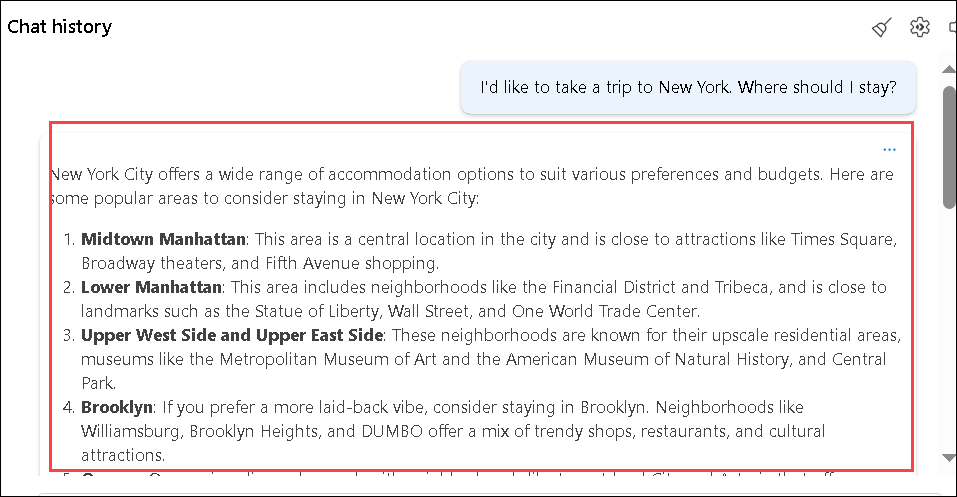 Chat history
I'd like to take a trip to New York. Where should I stay?
...
New York City offers a wide range of accommodation options to suit various preferences and budgets. Here are
some popular areas to consider staying in New York City:
1. Midtown Manhattan: This area is a central location in the city and is close to attractions like Times Square,
Broadway theaters, and Fifth Avenue shopping.
2. Lower Manhattan: This area includes neighborhoods like the Financial District and Tribeca, and is close to
landmarks such as the Statue of Liberty, Wall Street, and One World Trade Center.
3. Upper West Side and Upper East Side: These neighborhoods are known for their upscale residential areas,
museums like the Metropolitan Museum of Art and the American Museum of Natural History, and Central
Park.
4. Brooklyn: If you prefer a more laid-back vibe, consider staying in Brooklyn. Neighborhoods like
Williamsburg, Brooklyn Heights, and DUMBO offer a mix of trendy shops, restaurants, and cultural
attractions.